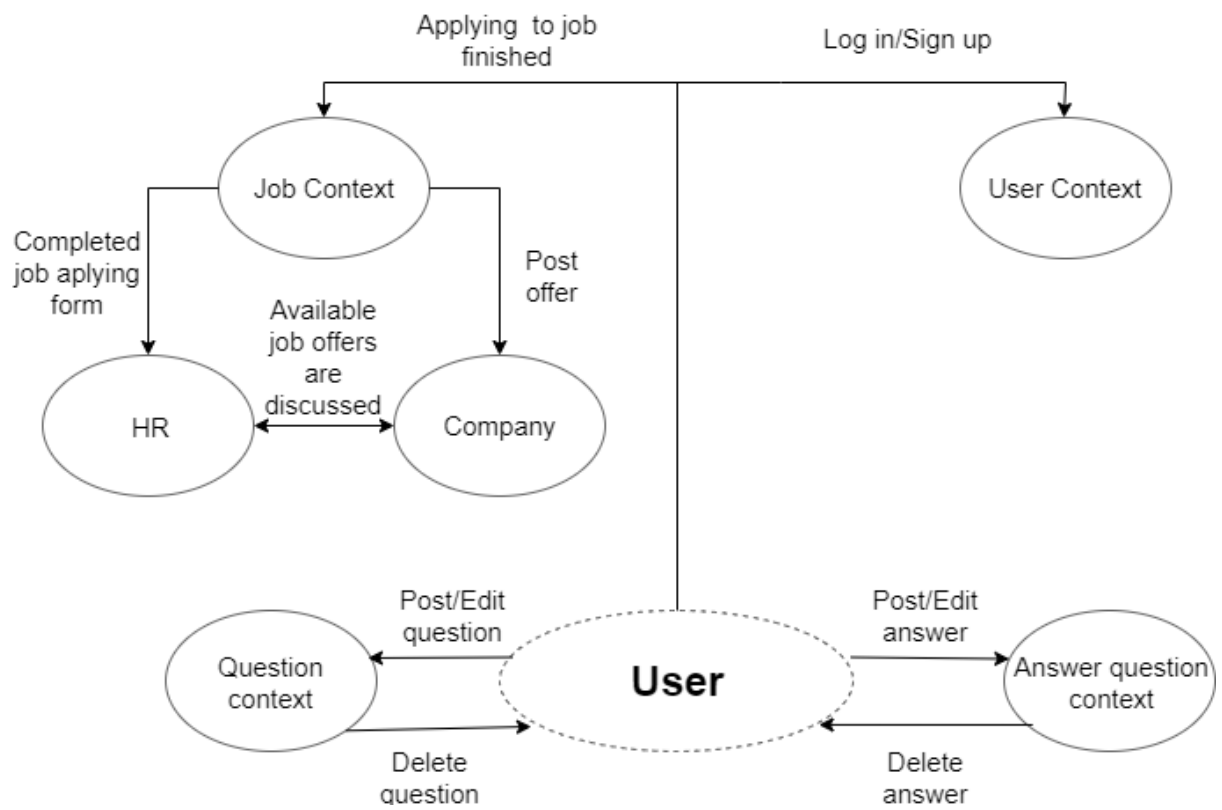 Applying to job
finished
Log in/Sign up
Job Context
User Context
Completed
job aplying
form
Post
offer
Available
job offers
are
discussed
HR
Company
Post/Edit
question
Post/Edit
answer
Question
context
User
Answer question
context
Delete
question
Delete
answer